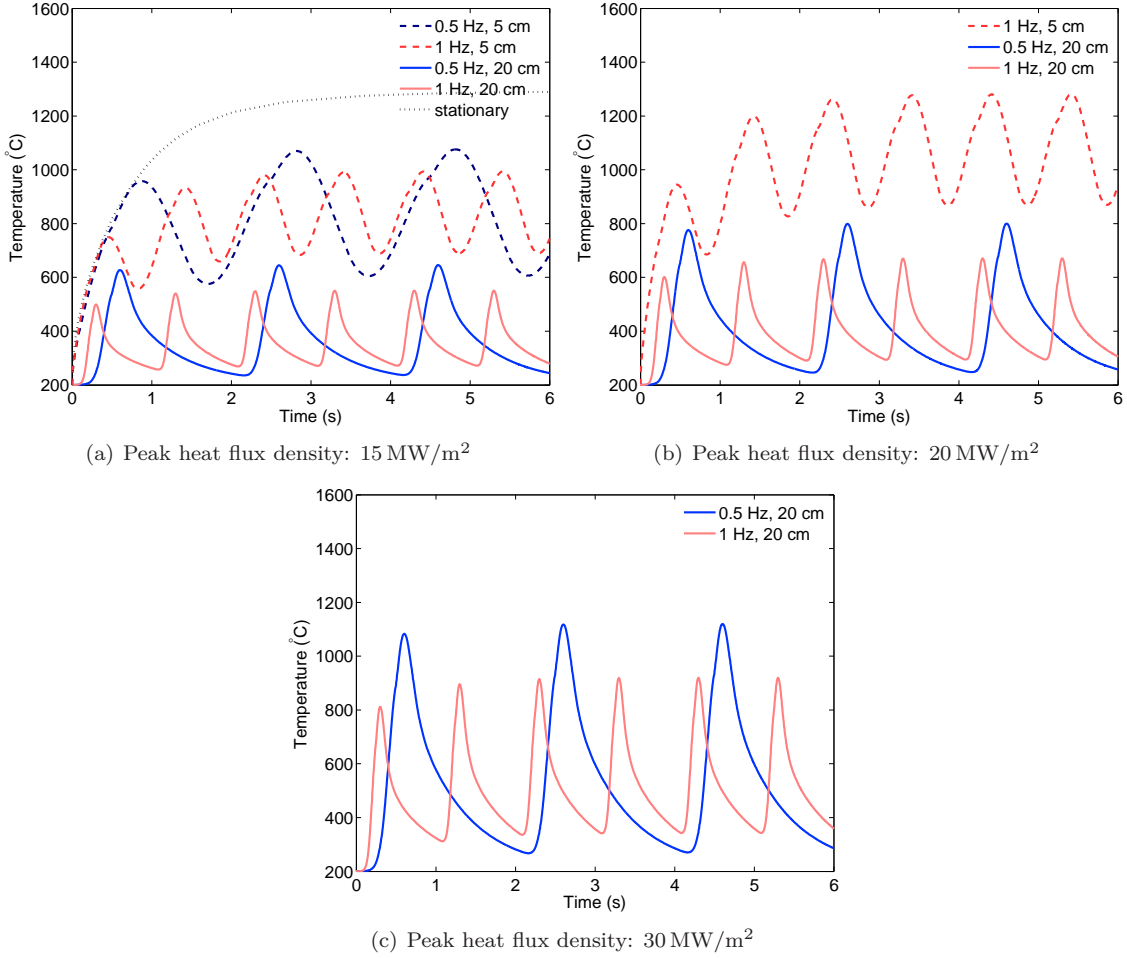 1600
1400
1200
1000
800
600
400
200
0
1
2
3
4
5
6
Temperature (°C)
Time (s)
0.5 Hz, 5 cm
1 Hz, 5 cm
0.5 Hz, 20 cm
1 Hz, 20 cm
stationary
(a) Peak heat flux density: 15 MW/m²
1600
1400
1200
1000
800
600
400
200
0
1
2
3
4
5
6
Temperature (°C)
Time (s)
1 Hz, 5 cm
0.5 Hz, 20 cm
1 Hz, 20 cm
(b) Peak heat flux density: 20 MW/m²
1600
1400
1200
1000
800
600
400
200
0
1
2
3
4
5
6
Temperature (°C)
Time (s)
0.5 Hz, 20 cm
1 Hz, 20 cm
(c) Peak heat flux density: 30 MW/m²